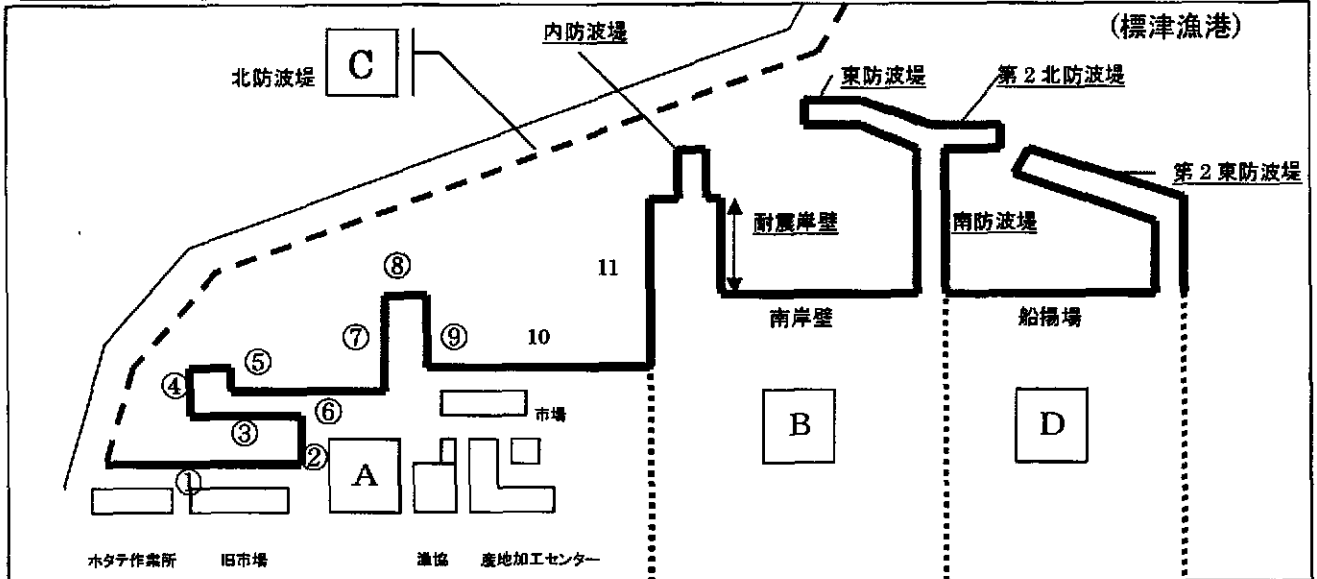 (標津漁港)
内防波堤
C
北防波堤
東防波堤
第2北防波堤
第2東防波堤
耐震岸壁
南防波堤
⑧
11
南岸壁
船揚場
⑦
⑨
10
⑤
④
⑥
市場
③
B
D
②
A
①
ホタテ作業所
旧市場
漁協
産地加工センター